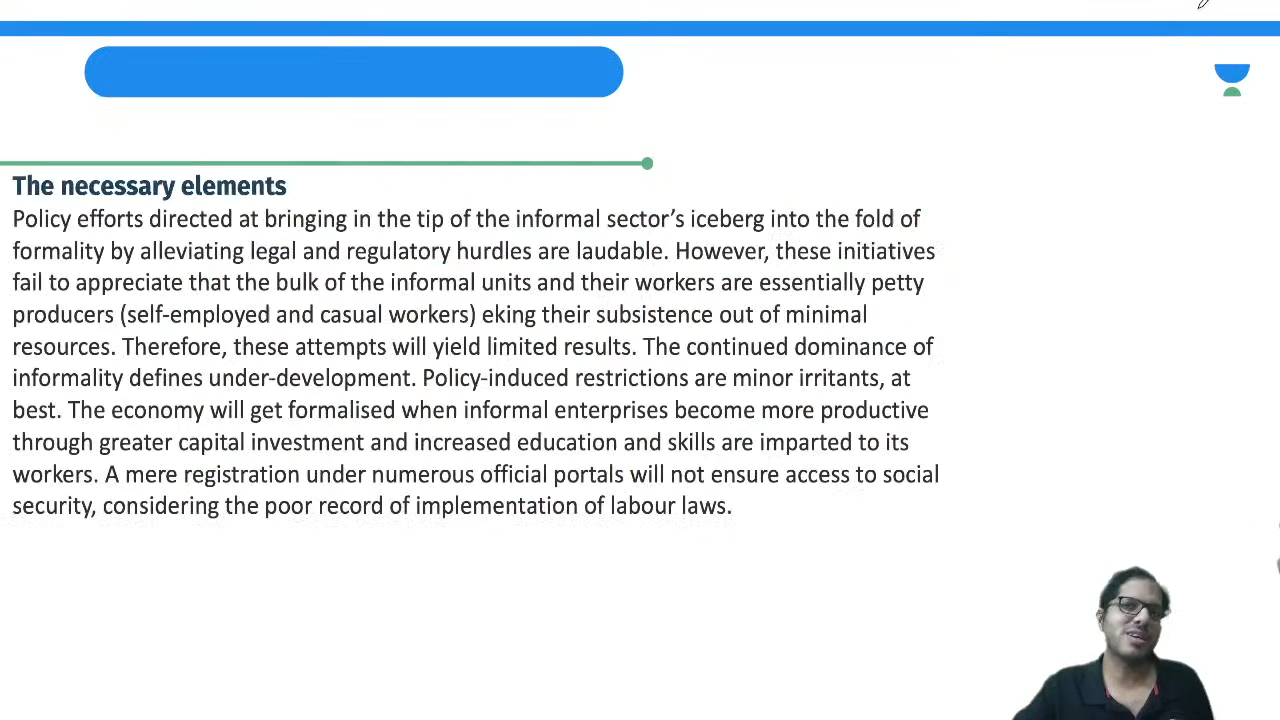 The necessary elements
Policy efforts directed at bringing in the tip of the informal sector’s iceberg into the fold of
formality by alleviating legal and regulatory hurdles are laudable. However, these initiatives
fail to appreciate that the bulk of the informal units and their workers are essentially petty
producers (self-employed and casual workers) eking their subsistence out of minimal
resources. Therefore, these attempts will yield limited results. The continued dominance of
informality defines under-development. Policy-induced restrictions are minor irritants, at
best. The economy will get formalised when informal enterprises become more productive
through greater capital investment and increased education and skills are imparted to its
workers. A mere registration under numerous official portals will not ensure access to social
security, considering the poor record of implementation of labour laws.